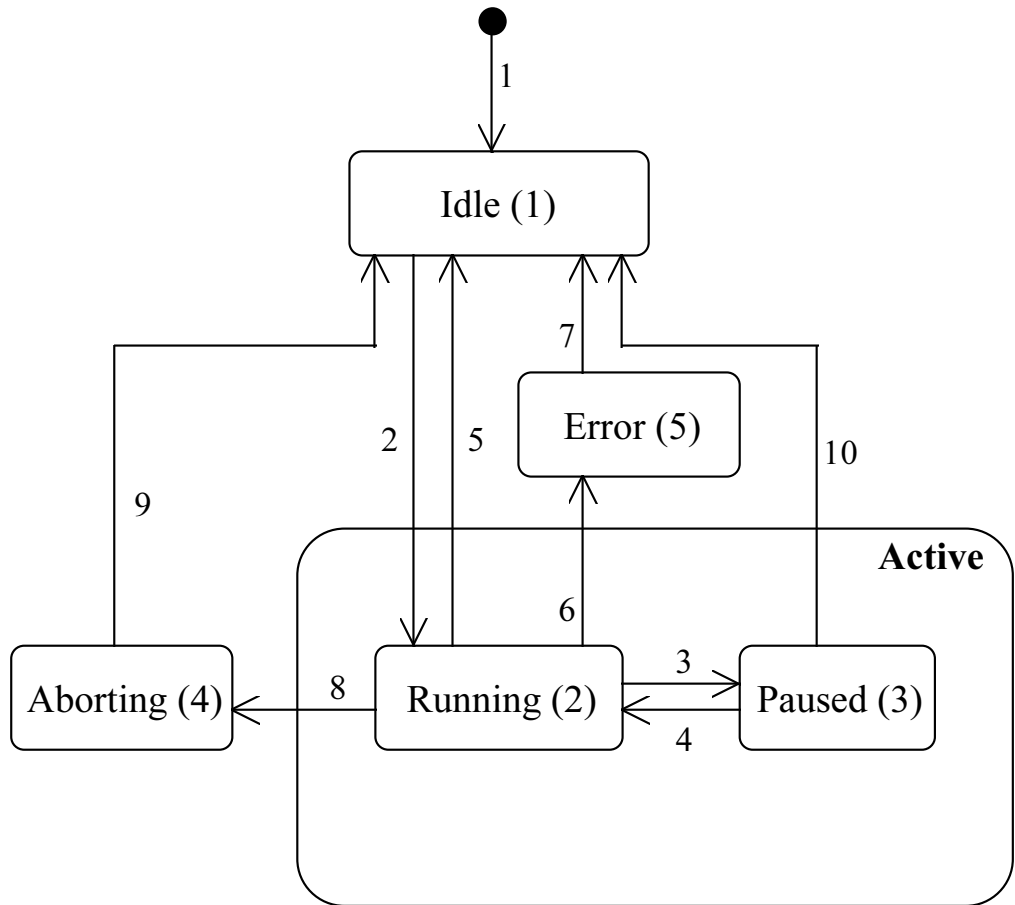 1
Idle (1)
7
2
5
Error (5)
10
9
Active
6
3
8
Aborting (4)
Running (2)
Paused (3)
4